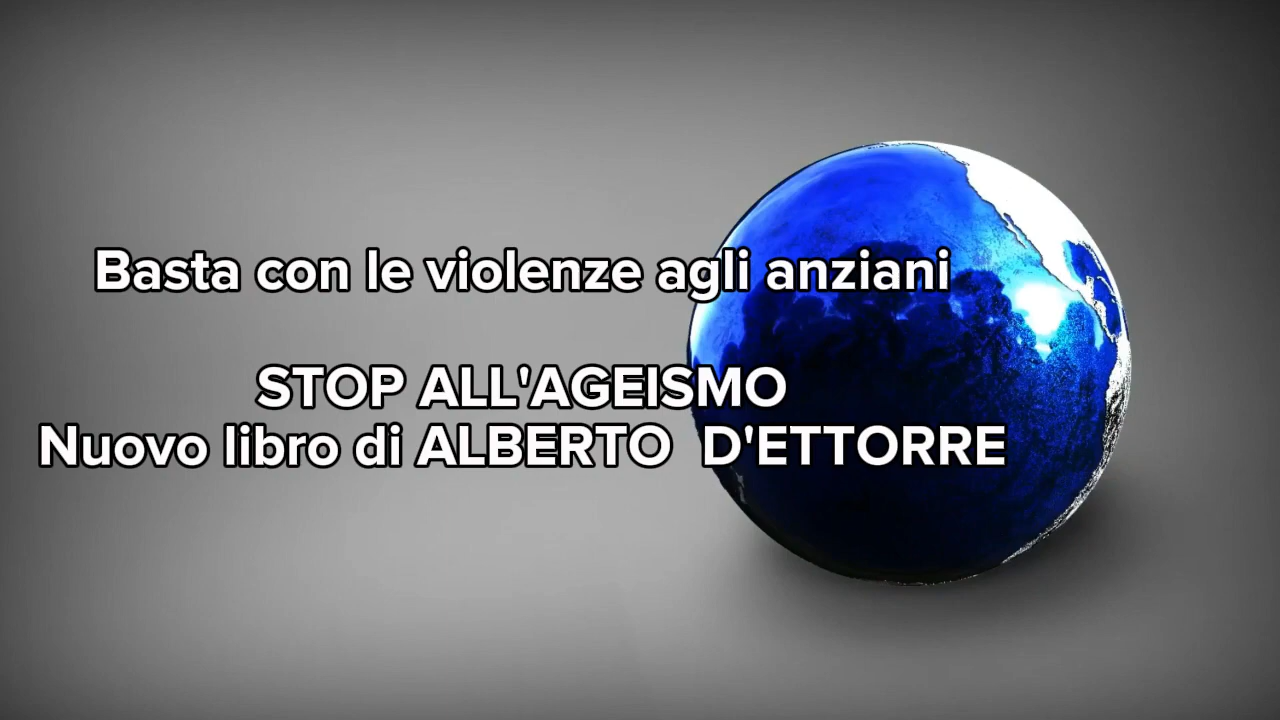 Basta con le violenze agli anziani
STOP ALL'AGEISMO
Nuovo libro di ALBERTO  D'ETTORRE